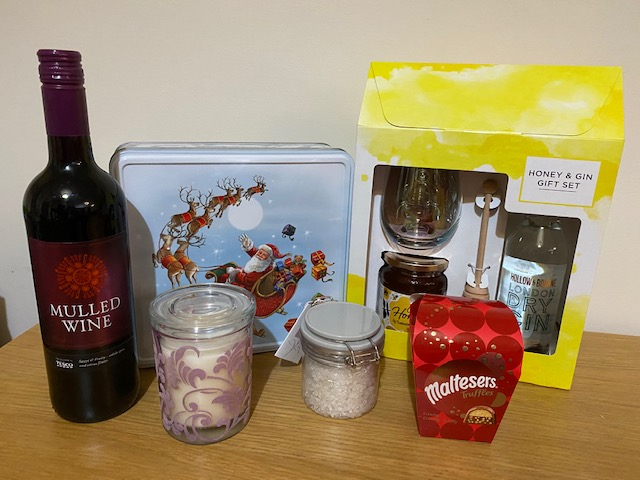 MULLED
WINE
TESCO
HONEY & GIN
GIFT SET
LONDON
DRY
GIN
Maltesers
Truffles